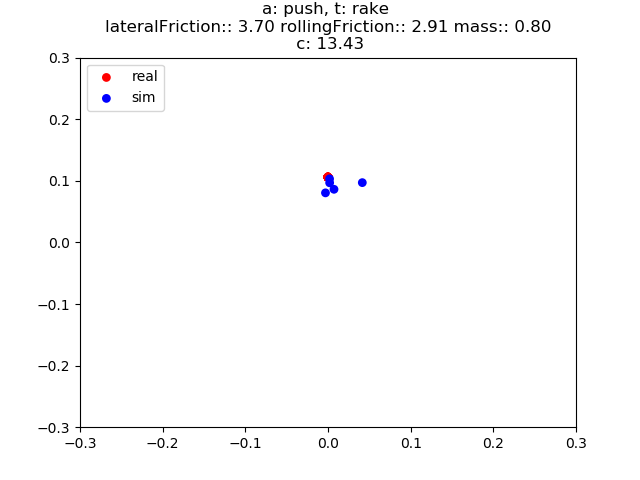 a: push, t: rake
lateralFriction:: 3.70 rollingFriction:: 2.91 mass:: 0.80
c: 13.43
real
sim
0.3
0.2
0.1
0.0
−0.1
−0.2
−0.3
−0.3 −0.2 −0.1 0.0 0.1 0.2 0.3